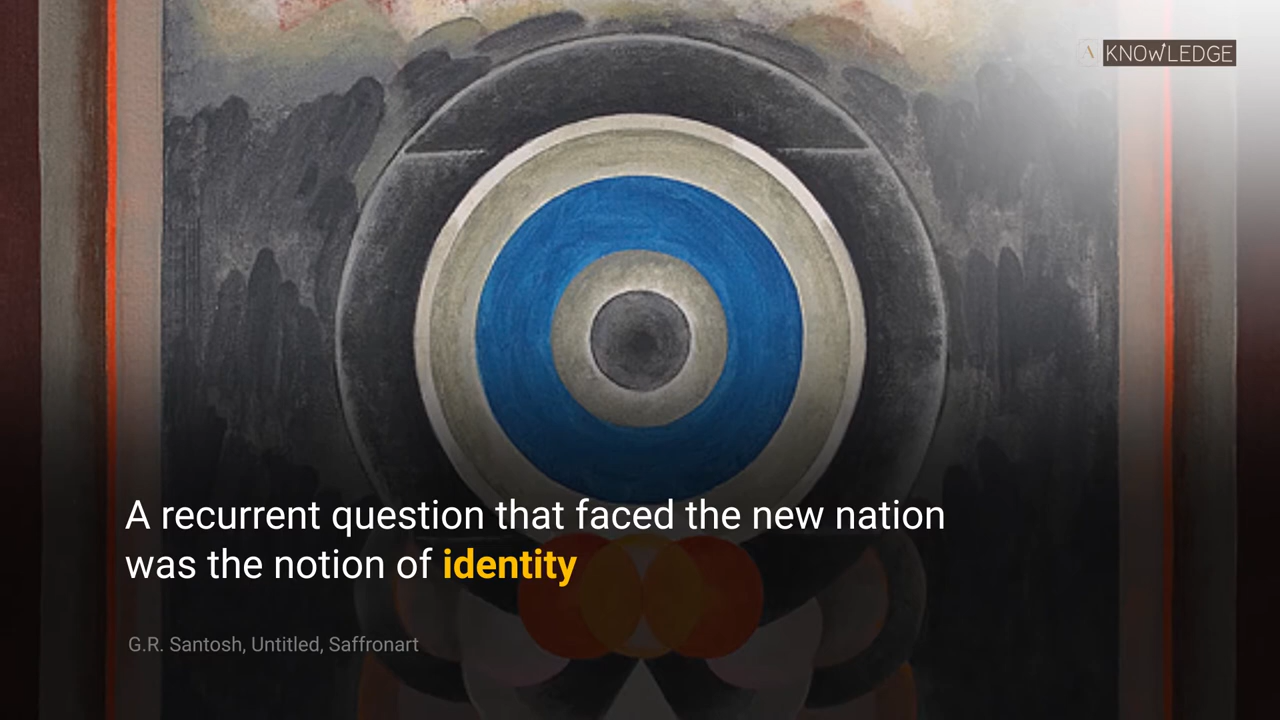 A KNOWLEDGE
A recurrent question that faced the new nation
was the notion of identity
G.R. Santosh, Untitled, Saffronart